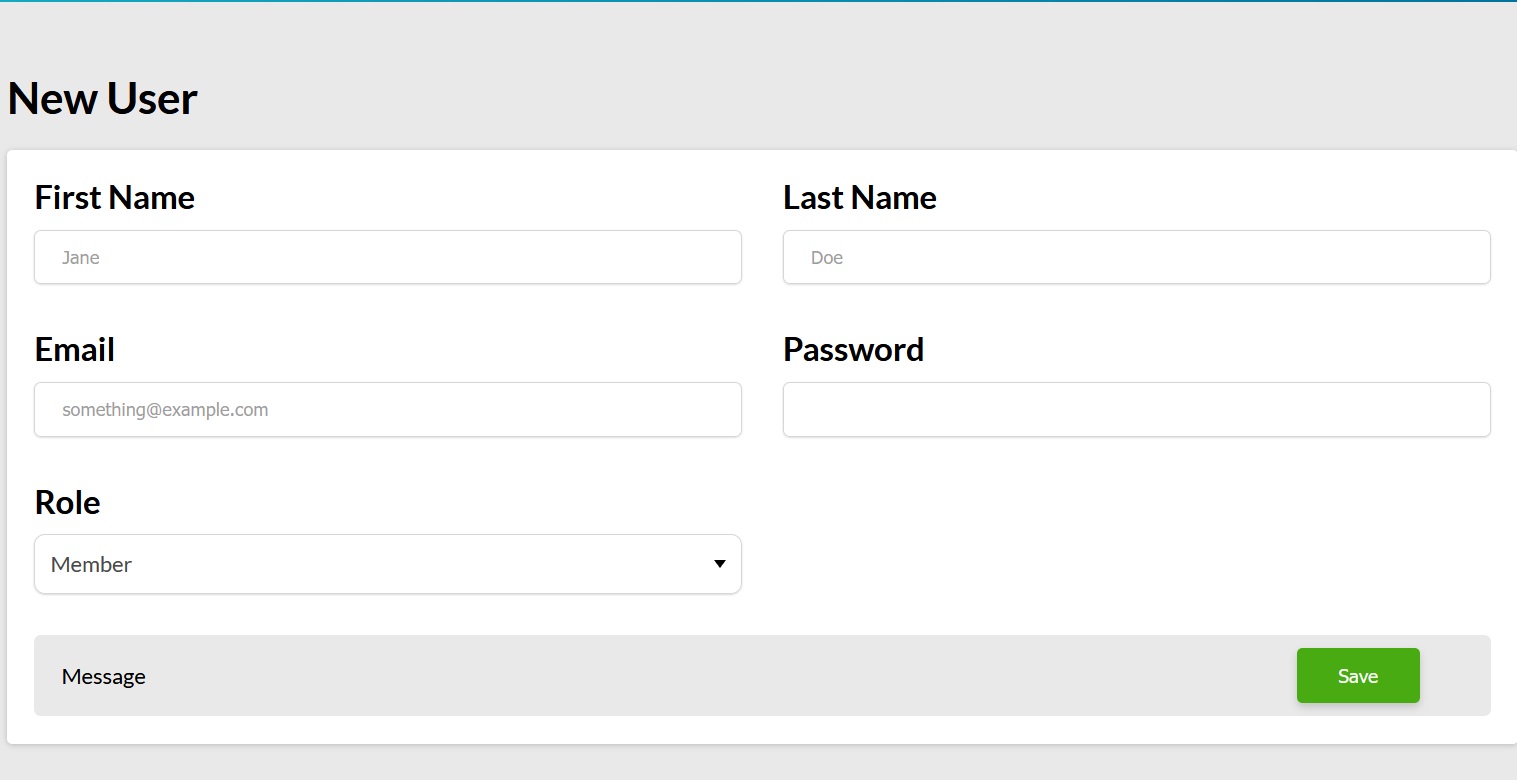 New User
First Name
Last Name
Jane
Doe
Email
Password
something@example.com
Role
Member
Message
Save